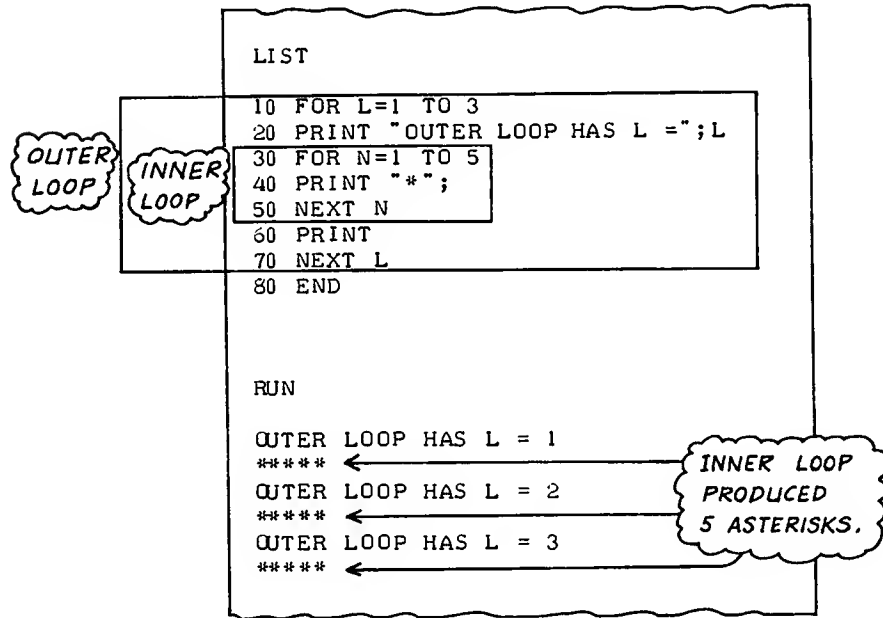 LIST
10 FOR L=1 TO 3
20 PRINT "OUTER LOOP HAS L =";L
30 FOR N=1 TO 5
40 PRINT "*";
50 NEXT N
60 PRINT
70 NEXT L
80 END
OUTER
LOOP
INNER
LOOP
RUN
OUTER LOOP HAS L = 1
*****
OUTER LOOP HAS L = 2
*****
OUTER LOOP HAS L = 3
*****
INNER LOOP
PRODUCED
5 ASTERISKS.